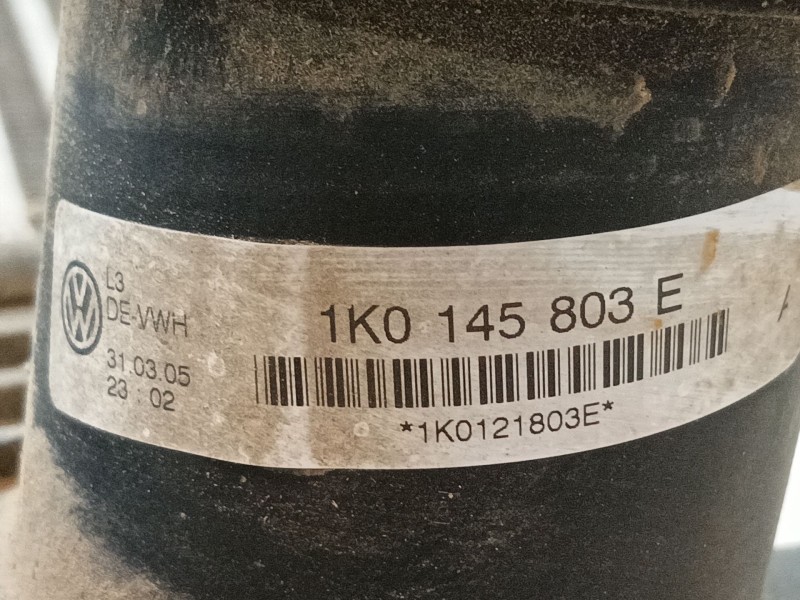 L3
DE-VWH
31.03.05
23 : 02
1K0 145 803 E
*1K0121803E*
A